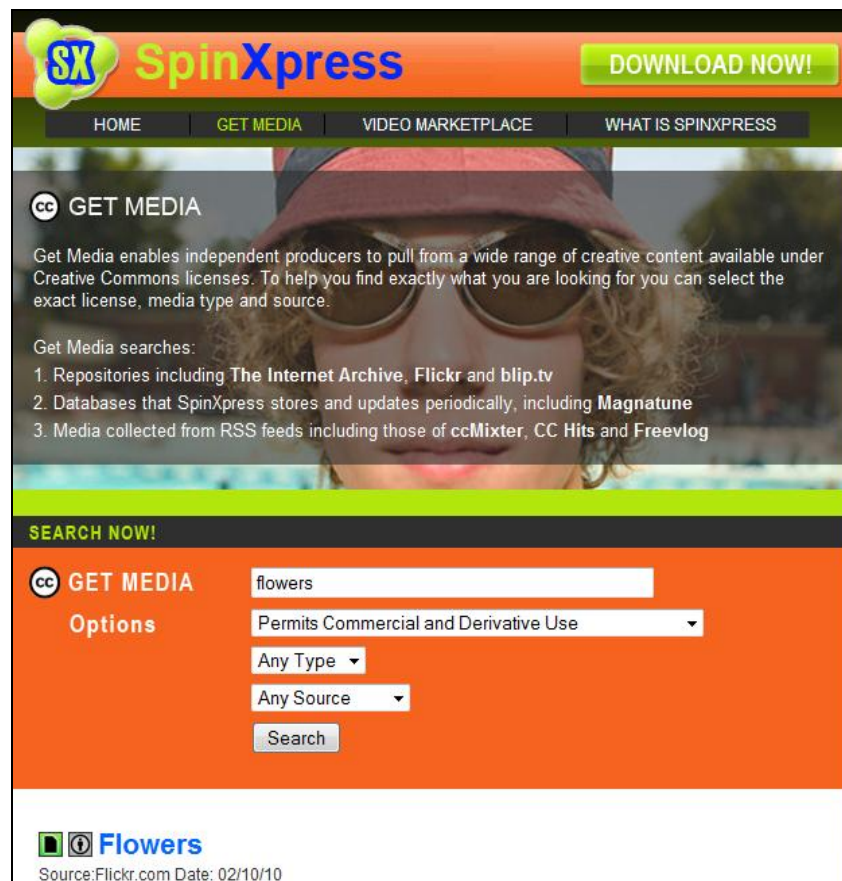 SX SpinXpress
DOWNLOAD NOW!
HOME GET MEDIA VIDEO MARKETPLACE WHAT IS SPINXPRESS
cc GET MEDIA
Get Media enables independent producers to pull from a wide range of creative content available under
Creative Commons licenses. To help you find exactly what you are looking for you can select the
exact license, media type and source.
Get Media searches:
1. Repositories including The Internet Archive, Flickr and blip.tv
2. Databases that SpinXpress stores and updates periodically, including Magnatune
3. Media collected from RSS feeds including those of ccMixter, CC Hits and Freevlog
SEARCH NOW!
cc GET MEDIA flowers
Options Permits Commercial and Derivative Use
Any Type
Any Source
Search
Flowers
Source:Flickr.com Date: 02/10/10